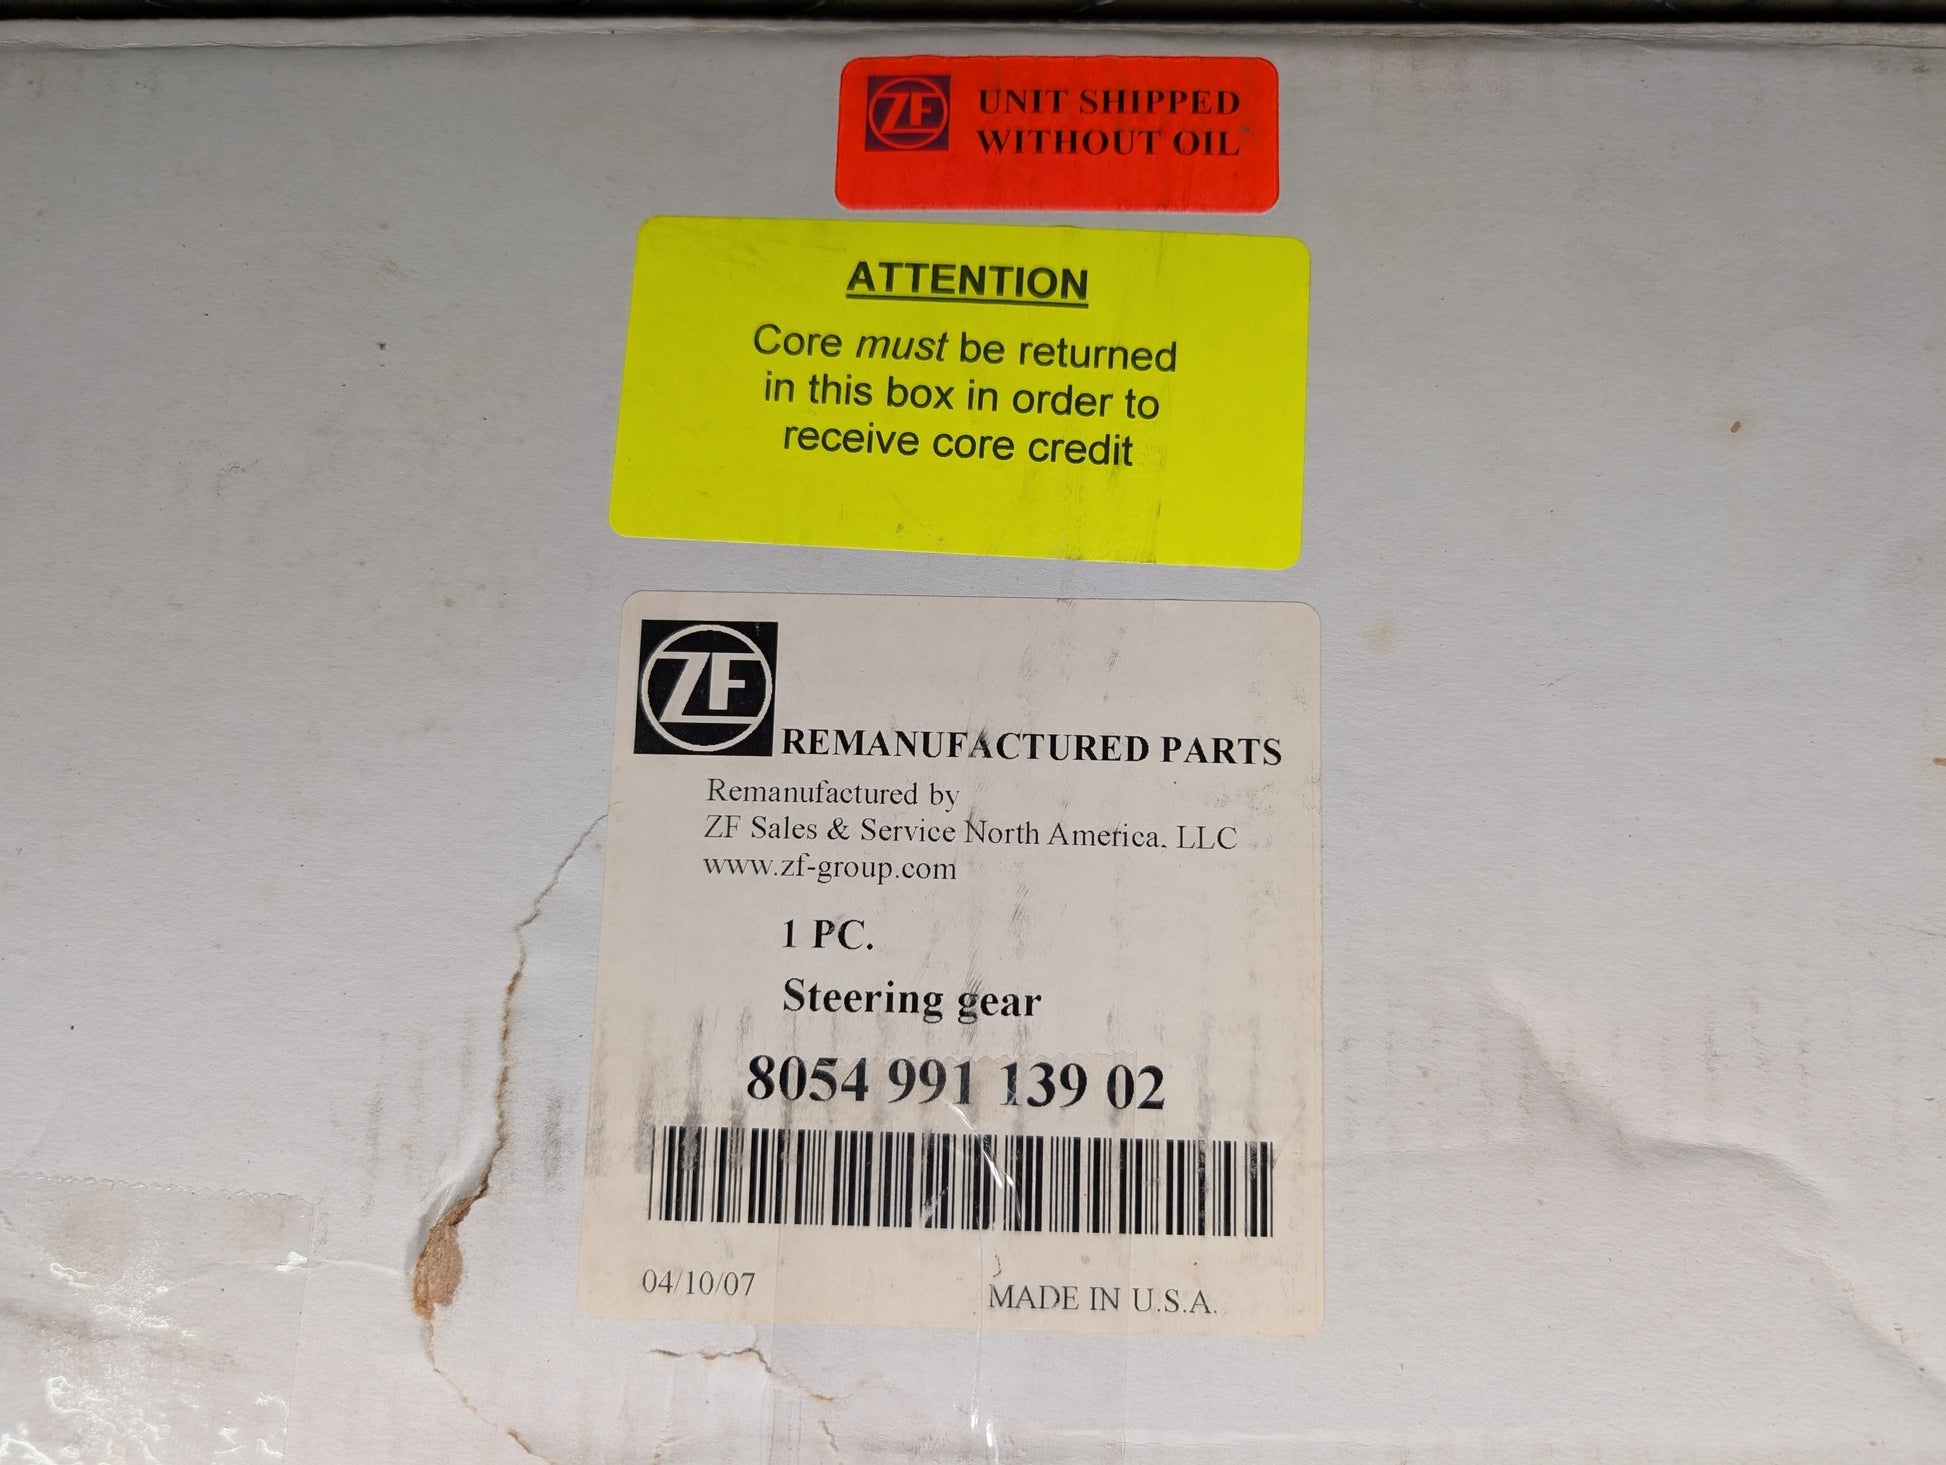 ZF
UNIT SHIPPED
WITHOUT OIL
ATTENTION
Core must be returned
in this box in order to
receive core credit
ZF
REMANUFACTURED PARTS
Remanufactured by
ZF Sales & Service North America, LLC
www.zf-group.com
1 PC.
Steering gear
8054 991 139 02
04/10/07
MADE IN U.S.A.